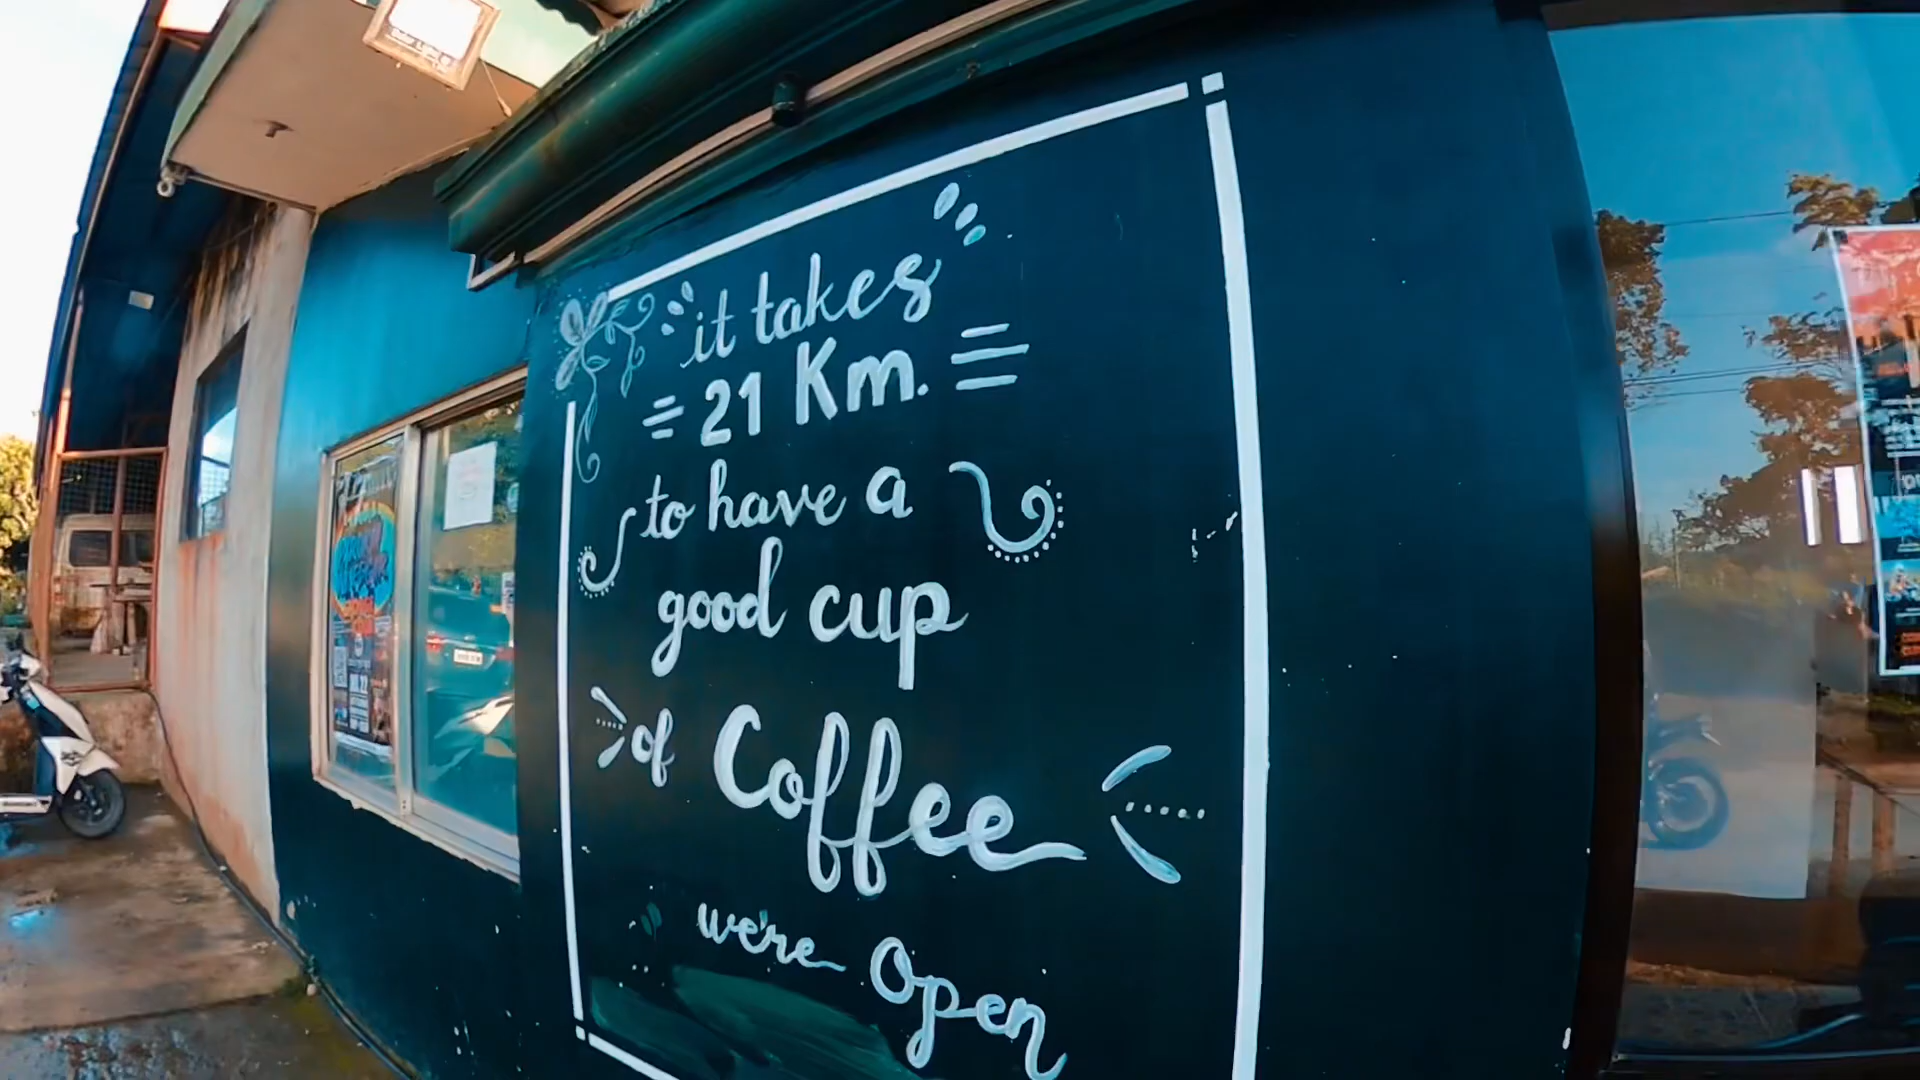 it takes
21 Km.
to have a
good cup
of Coffee
we're Open